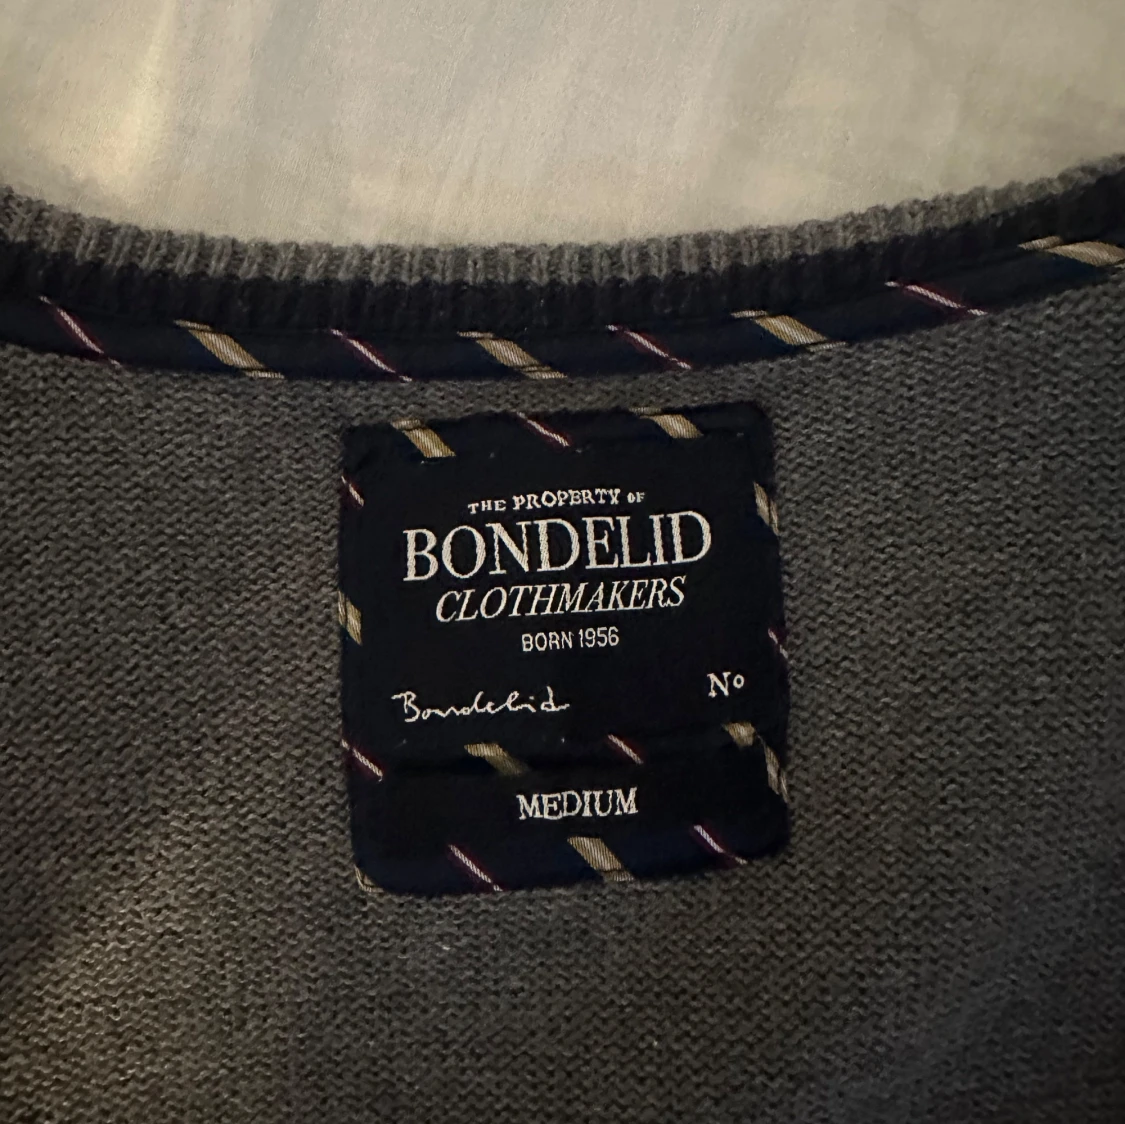 THE PROPERTY OF
BONDELID
CLOTHMAKERS
BORN 1956
Bondelid Nº
MEDIUM